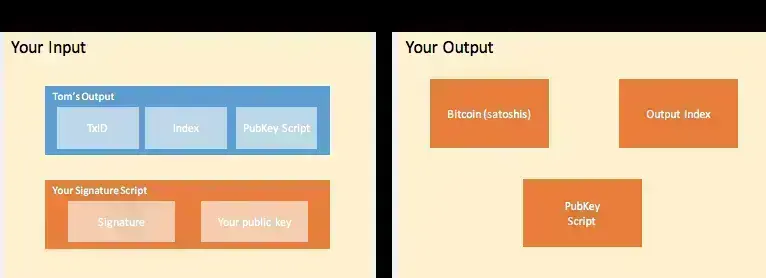 Your Input
Tom's Output
TxID
Index
PubKey Script
Your Signature Script
Signature
Your public key
Your Output
Bitcoin (satoshis)
Output Index
PubKey
Script